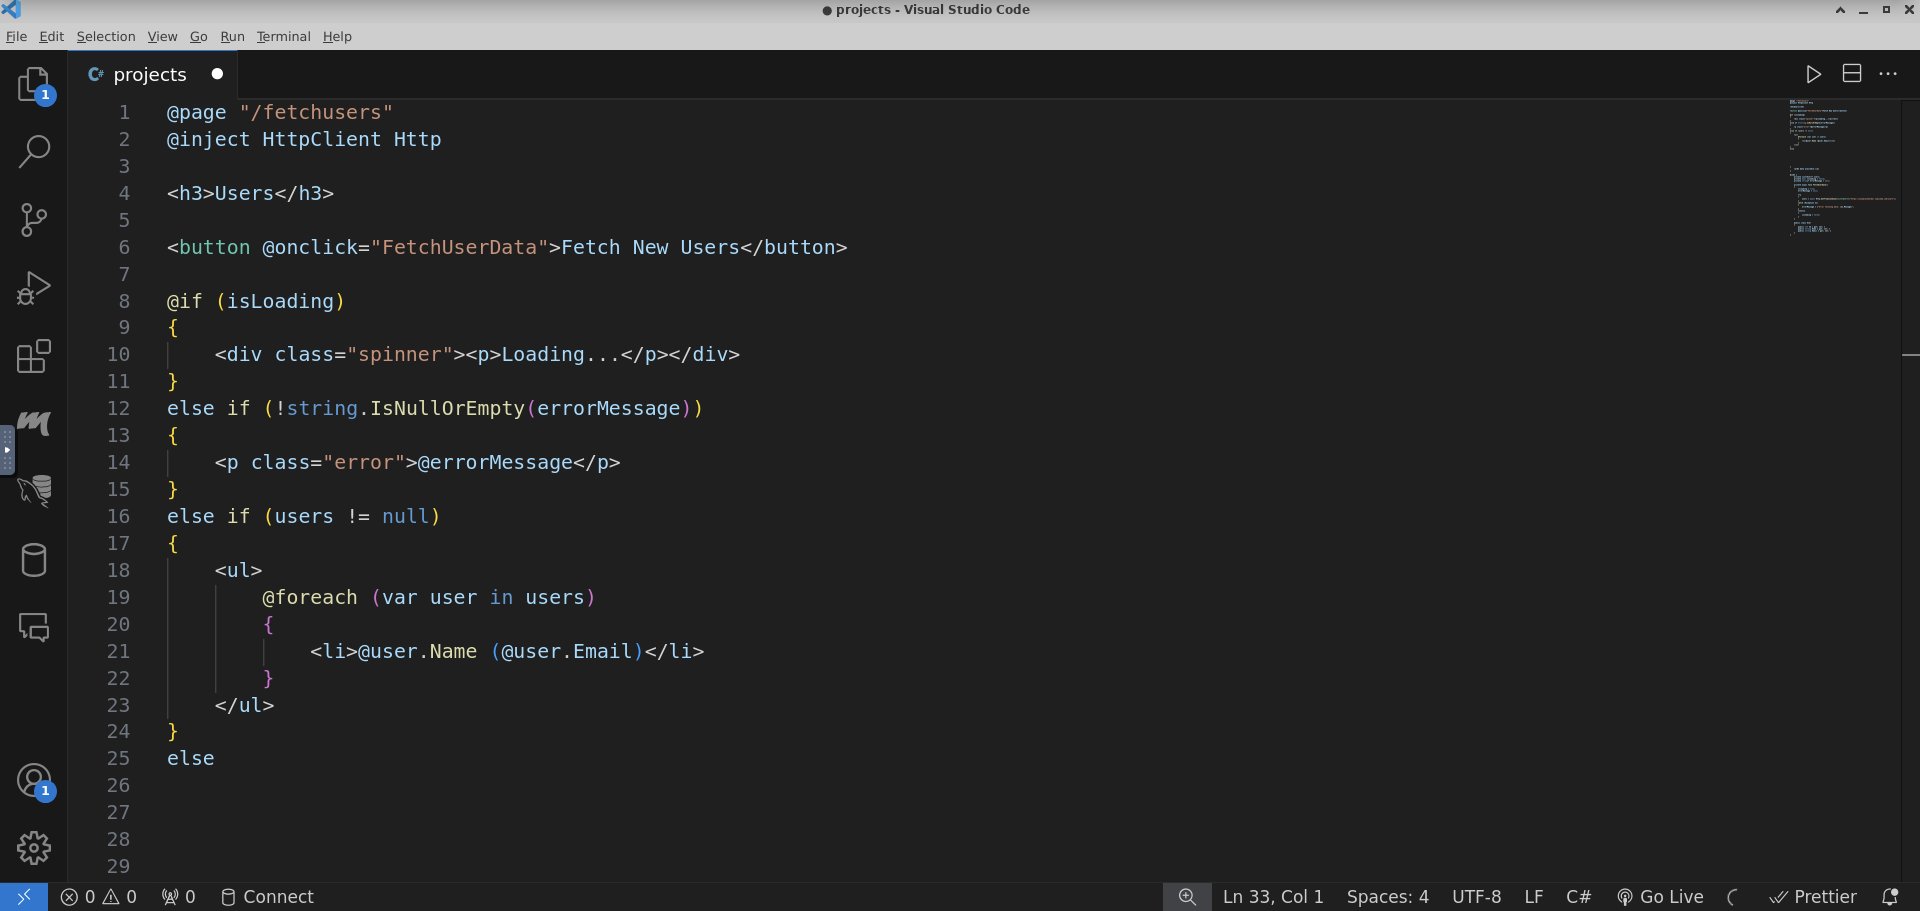 ● projects - Visual Studio Code
File Edit Selection View Go Run Terminal Help
C# projects ●
1 @page "/fetchusers"
2 @inject HttpClient Http
3
4 <h3>Users</h3>
5
6 <button @onclick="FetchUserData">Fetch New Users</button>
7
8 @if (isLoading)
9 {
10     <div class="spinner"><p>Loading...</p></div>
11 }
12 else if (!string.IsNullOrEmpty(errorMessage))
13 {
14     <p class="error">@errorMessage</p>
15 }
16 else if (users != null)
17 {
18     <ul>
19         @foreach (var user in users)
20         {
21             <li>@user.Name (@user.Email)</li>
22         }
23     </ul>
24 }
25 else
26
27
28
29
1
1
0 0 0 Connect Ln 33, Col 1 Spaces: 4 UTF-8 LF C# Go Live Prettier